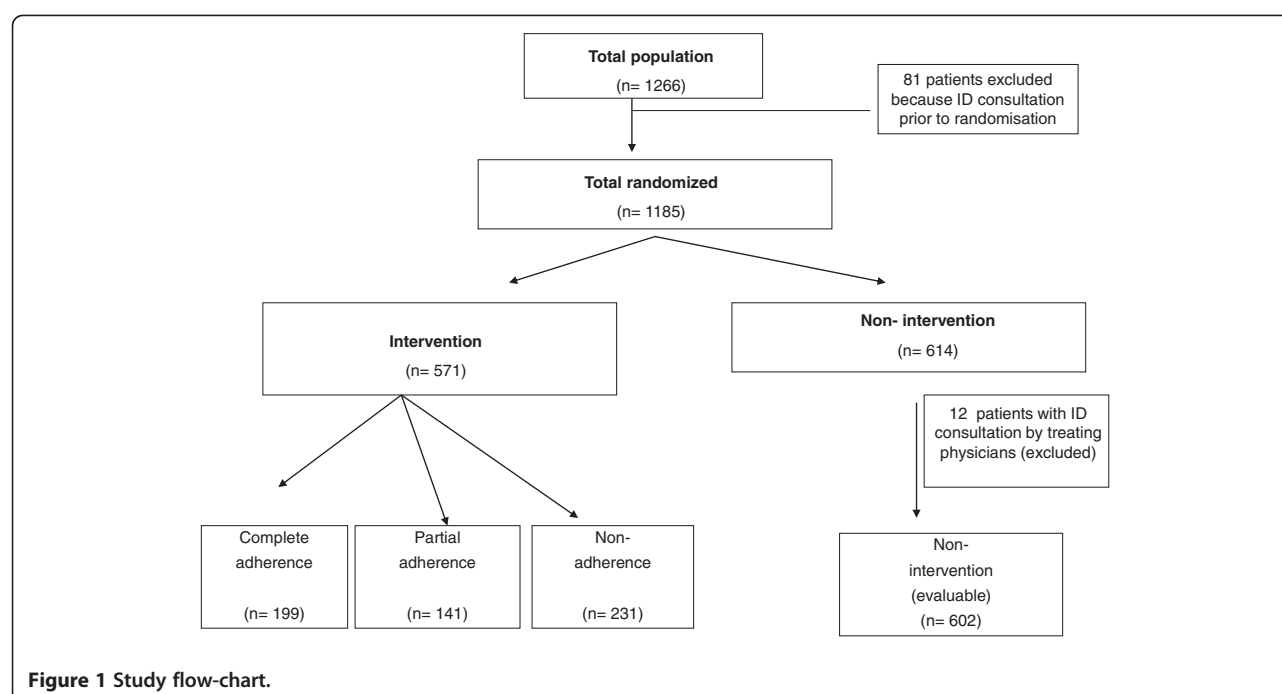 Total population
(n= 1266)
81 patients excluded
because ID consultation
prior to randomisation
Total randomized
(n= 1185)
Intervention
(n= 571)
Non- intervention
(n= 614)
12 patients with ID
consultation by treating
physicians (excluded)
Complete
adherence
(n= 199)
Partial
adherence
(n= 141)
Non-
adherence
(n= 231)
Non-
intervention
(evaluable)
(n= 602)
Figure 1 Study flow-chart.